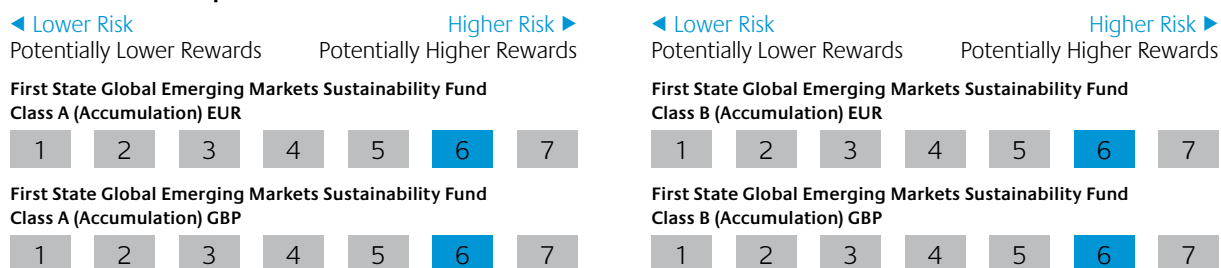 ◀ Lower Risk Higher Risk ▶
Potentially Lower Rewards Potentially Higher Rewards
First State Global Emerging Markets Sustainability Fund
Class A (Accumulation) EUR
1 2 3 4 5 6 7
First State Global Emerging Markets Sustainability Fund
Class A (Accumulation) GBP
1 2 3 4 5 6 7
◀ Lower Risk Higher Risk ▶
Potentially Lower Rewards Potentially Higher Rewards
First State Global Emerging Markets Sustainability Fund
Class B (Accumulation) EUR
1 2 3 4 5 6 7
First State Global Emerging Markets Sustainability Fund
Class B (Accumulation) GBP
1 2 3 4 5 6 7